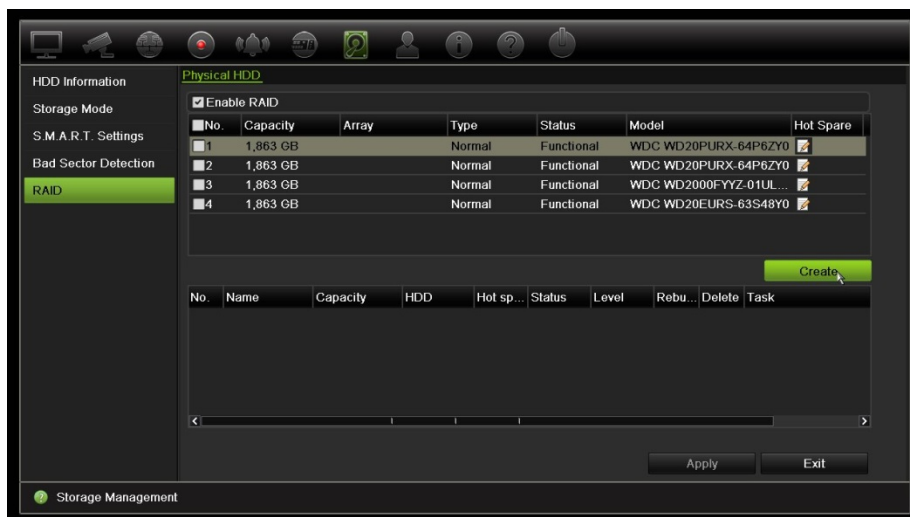 HDD Information
Storage Mode
S.M.A.R.T. Settings
Bad Sector Detection
RAID
Physical HDD
Enable RAID
No. Capacity Array Type Status Model Hot Spare
1 1,863 GB Normal Functional WDC WD20PURX-64P6ZY0
2 1,863 GB Normal Functional WDC WD20PURX-64P6ZY0
3 1,863 GB Normal Functional WDC WD2000FYYZ-01UL...
4 1,863 GB Normal Functional WDC WD20EURS-63S48Y0
Create
No. Name Capacity HDD Hot sp... Status Level Rebu... Delete Task
Apply Exit
Storage Management